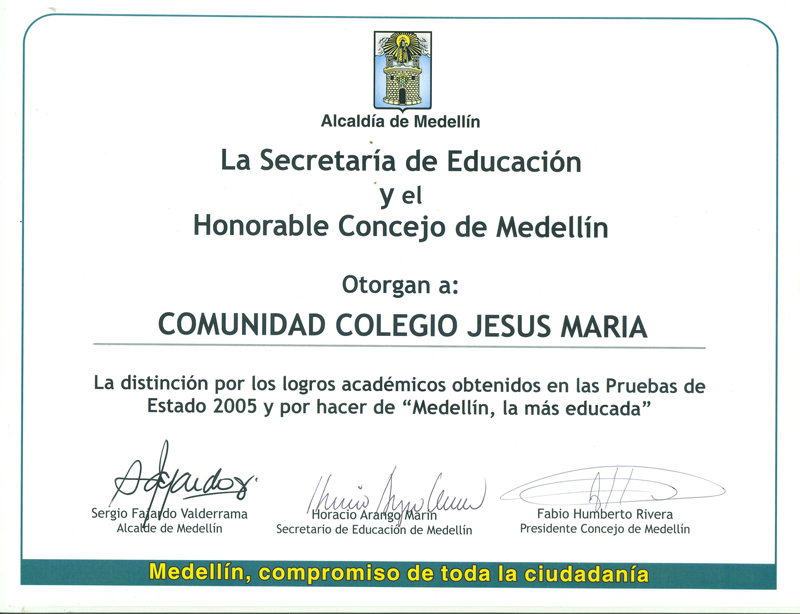 Alcaldía de Medellín
La Secretaría de Educación
y el
Honorable Concejo de Medellín
Otorgan a:
COMUNIDAD COLEGIO JESUS MARIA
La distinción por los logros académicos obtenidos en las Pruebas de
Estado 2005 y por hacer de “Medellín, la más educada”
Sergio Fajardo Valderrama
Alcalde de Medellín
Horacio Arango Marín
Secretario de Educación de Medellín
Fabio Humberto Rivera
Presidente Concejo de Medellín
Medellín, compromiso de toda la ciudadanía